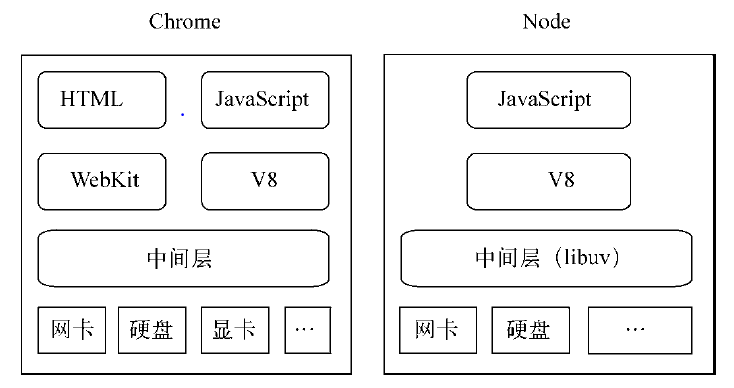 Chrome
Node
HTML
JavaScript
JavaScript
WebKit
V8
V8
中间层
中间层（libuv）
网卡
硬盘
显卡
…
网卡
硬盘
…